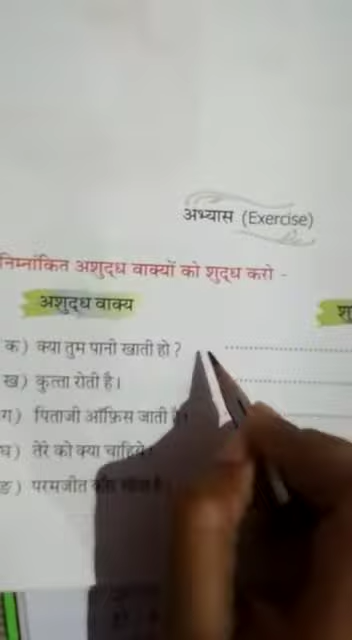 अभ्यास (Exercise)
निम्नांकित अशुद्ध वाक्यों को शुद्ध करो -
अशुद्ध वाक्य शु
क) क्या तुम पानी खाती हो?
ख) कुत्ता रोती है।
ग) पिताजी ऑफ़िस जाती
घ) तेरे को क्या चाहिये
ङ) परमजीत